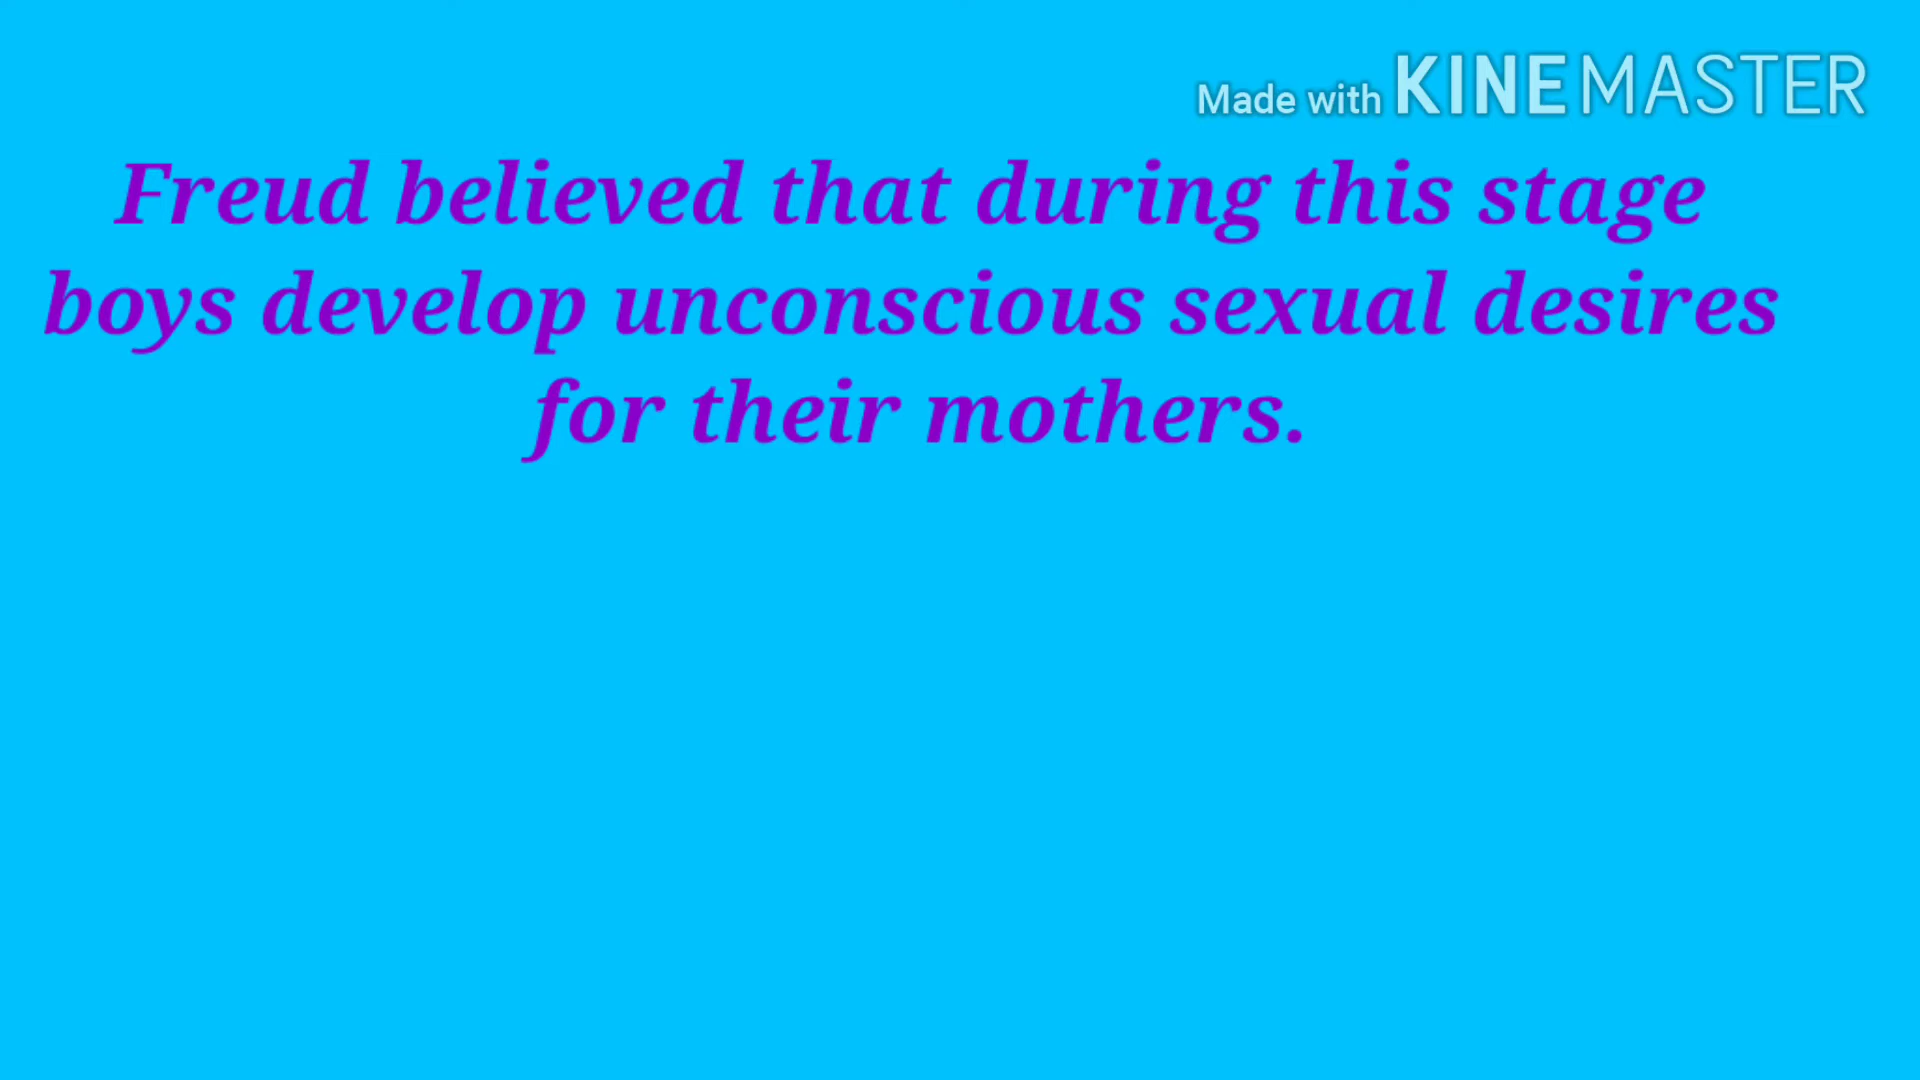 Made with KINEMASTER
Freud believed that during this stage
boys develop unconscious sexual desires
for their mothers.